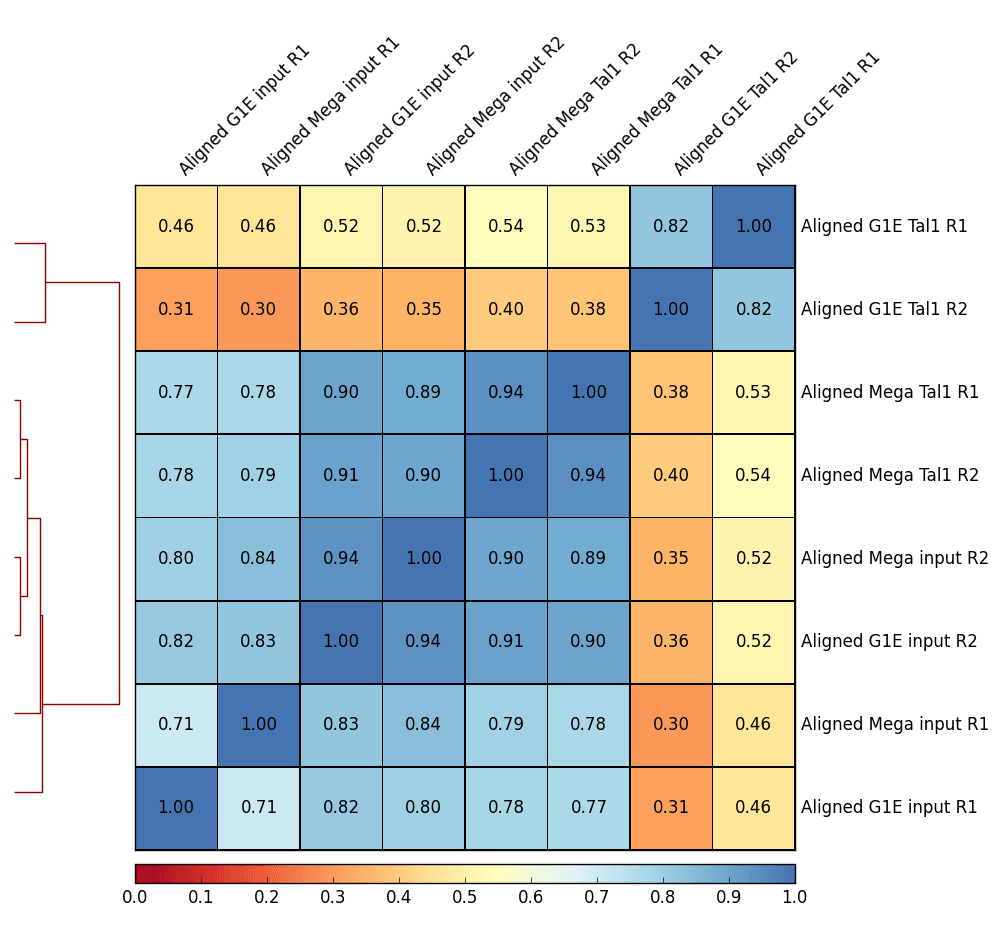 Aligned G1E input R1
Aligned Mega input R1
Aligned G1E input R2
Aligned Mega input R2
Aligned Mega Tal1 R2
Aligned Mega Tal1 R1
Aligned G1E Tal1 R2
Aligned G1E Tal1 R1
0.46 0.46 0.52 0.52 0.54 0.53 0.82 1.00 Aligned G1E Tal1 R1
0.31 0.30 0.36 0.35 0.40 0.38 1.00 0.82 Aligned G1E Tal1 R2
0.77 0.78 0.90 0.89 0.94 1.00 0.38 0.53 Aligned Mega Tal1 R1
0.78 0.79 0.91 0.90 1.00 0.94 0.40 0.54 Aligned Mega Tal1 R2
0.80 0.84 0.94 1.00 0.90 0.89 0.35 0.52 Aligned Mega input R2
0.82 0.83 1.00 0.94 0.91 0.90 0.36 0.52 Aligned G1E input R2
0.71 1.00 0.83 0.84 0.79 0.78 0.30 0.46 Aligned Mega input R1
1.00 0.71 0.82 0.80 0.78 0.77 0.31 0.46 Aligned G1E input R1
0.0 0.1 0.2 0.3 0.4 0.5 0.6 0.7 0.8 0.9 1.0